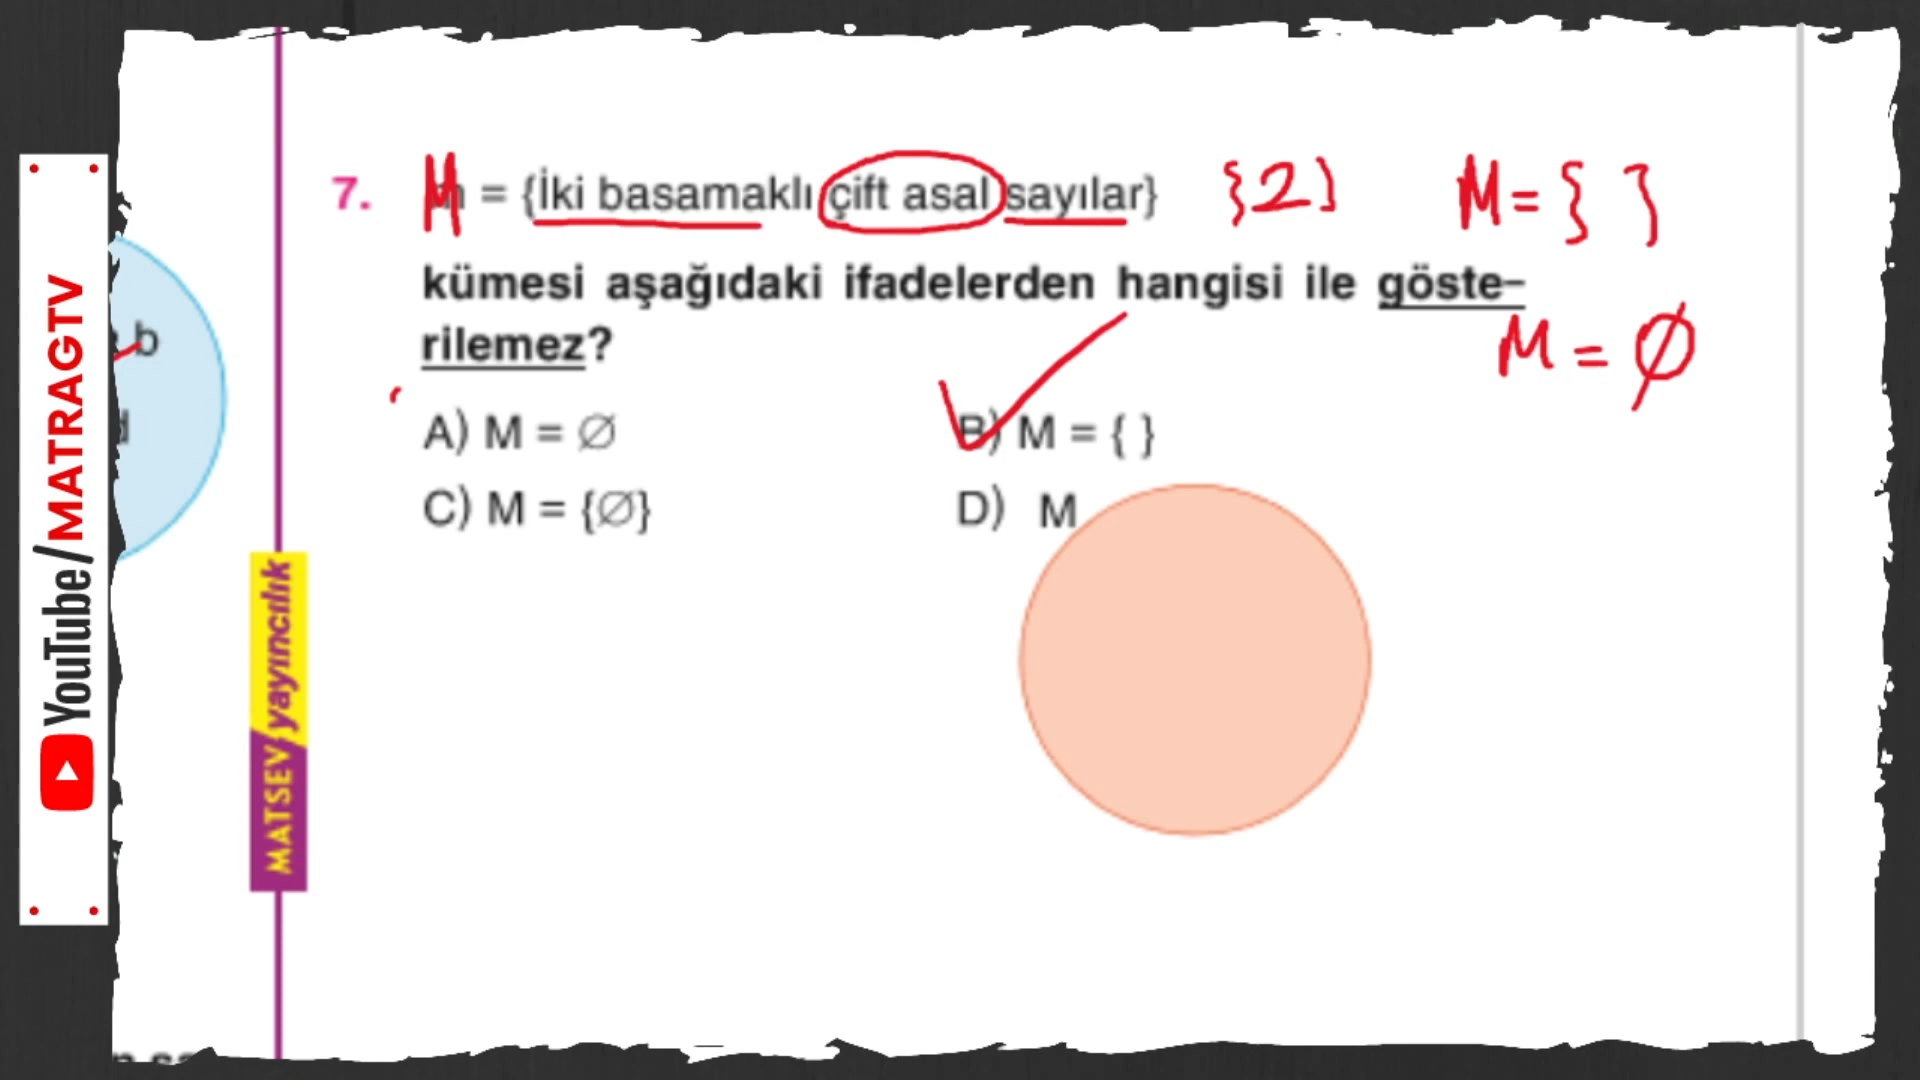 YouTube/MATRAGTV
b
d
MATSEV yayıncılık
7. M = {İki basamaklı çift asal sayılar} {2} M = { }
kümesi aşağıdaki ifadelerden hangisi ile göste-
rilemez?
M = Ø
A) M = Ø B) M = { }
C) M = {Ø} D) M